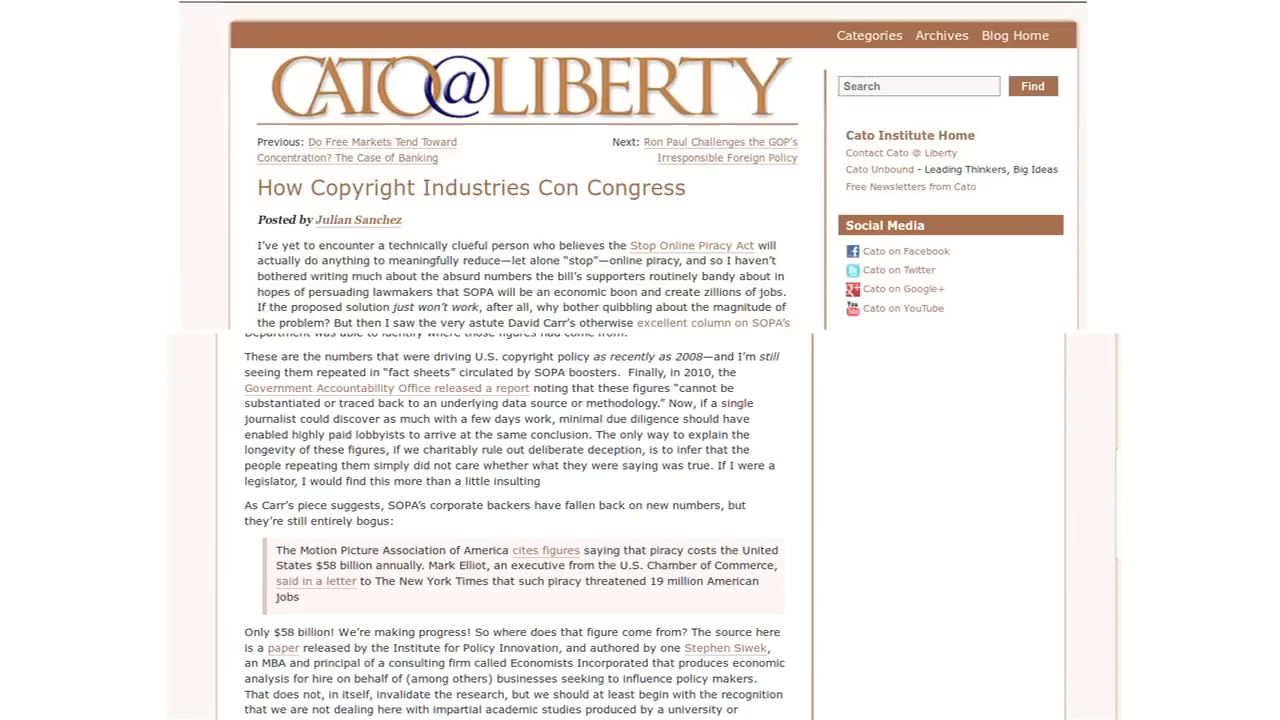 Categories Archives Blog Home
CATO@LIBERTY
Search
Find
Previous: Do Free Markets Tend Toward
Concentration? The Case of Banking
Next: Ron Paul Challenges the GOP's
Irresponsible Foreign Policy
How Copyright Industries Con Congress
Posted by Julian Sanchez
I've yet to encounter a technically clueful person who believes the Stop Online Piracy Act will
actually do anything to meaningfully reduce—let alone “stop”—online piracy, and so I haven't
bothered writing much about the absurd numbers the bill's supporters routinely bandy about in
hopes of persuading lawmakers that SOPA will be an economic boon and create zillions of jobs.
If the proposed solution just won't work, after all, why bother quibbling about the magnitude of
the problem? But then I saw the very astute David Carr's otherwise excellent column on SOPA's
Cato Institute Home
Contact Cato @ Liberty
Cato Unbound - Leading Thinkers, Big Ideas
Free Newsletters from Cato
Social Media
Cato on Facebook
Cato on Twitter
Cato on Google+
Cato on YouTube
Department was able to identify where those figures had come from.
These are the numbers that were driving U.S. copyright policy as recently as 2008—and I'm still
seeing them repeated in “fact sheets” circulated by SOPA boosters. Finally, in 2010, the
Government Accountability Office released a report noting that these figures “cannot be
substantiated or traced back to an underlying data source or methodology.” Now, if a single
journalist could discover as much with a few days work, minimal due diligence should have
enabled highly paid lobbyists to arrive at the same conclusion. The only way to explain the
longevity of these figures, if we charitably rule out deliberate deception, is to infer that the
people repeating them simply did not care whether what they were saying was true. If I were a
legislator, I would find this more than a little insulting
As Carr's piece suggests, SOPA's corporate backers have fallen back on new numbers, but
they're still entirely bogus:
The Motion Picture Association of America cites figures saying that piracy costs the United
States $58 billion annually. Mark Elliot, an executive from the U.S. Chamber of Commerce,
said in a letter to The New York Times that such piracy threatened 19 million American
jobs
Only $58 billion! We're making progress! So where does that figure come from? The source here
is a paper released by the Institute for Policy Innovation, and authored by one Stephen Siwek,
an MBA and principal of a consulting firm called Economists Incorporated that produces economic
analysis for hire on behalf of (among others) businesses seeking to influence policy makers.
That does not, in itself, invalidate the research, but we should at least begin with the recognition
that we are not dealing here with impartial academic studies produced by a university or